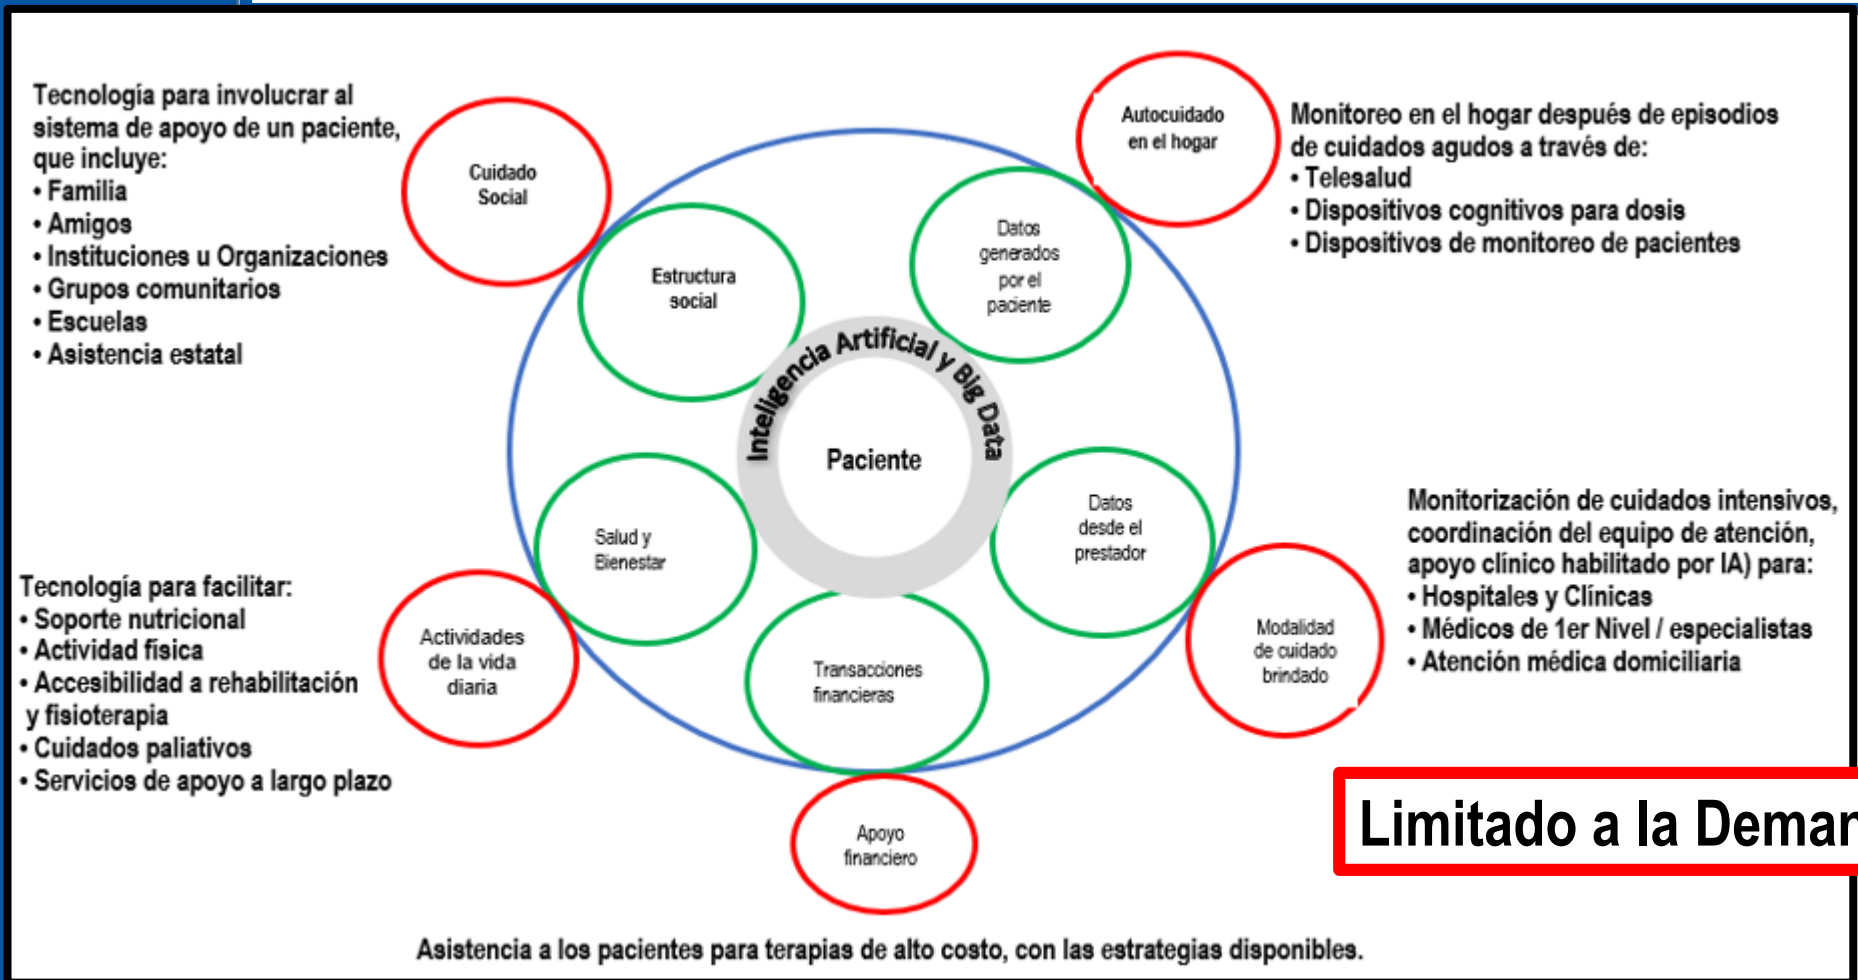 Tecnología para involucrar al
sistema de apoyo de un paciente,
que incluye:
• Familia
• Amigos
• Instituciones u Organizaciones
• Grupos comunitarios
• Escuelas
• Asistencia estatal
Cuidado
Social
Autocuidado
en el hogar
Monitoreo en el hogar después de episodios
de cuidados agudos a través de:
• Telesalud
• Dispositivos cognitivos para dosis
• Dispositivos de monitoreo de pacientes
Estructura
social
Datos
generados
por el
paciente
Inteligencia Artificial y Big Data
Paciente
Salud y
Bienestar
Datos
desde el
prestador
Transacciones
financieras
Tecnología para facilitar:
• Soporte nutricional
• Actividad física
• Accesibilidad a rehabilitación
y fisioterapia
• Cuidados paliativos
• Servicios de apoyo a largo plazo
Actividades
de la vida
diaria
Modalidad
de cuidado
brindado
Monitorización de cuidados intensivos,
coordinación del equipo de atención,
apoyo clínico habilitado por IA) para:
• Hospitales y Clínicas
• Médicos de 1er Nivel / especialistas
• Atención médica domiciliaria
Apoyo
financiero
Limitado a la
Asistencia a los pacientes para terapias de alto costo, con las estrategias disponibles.